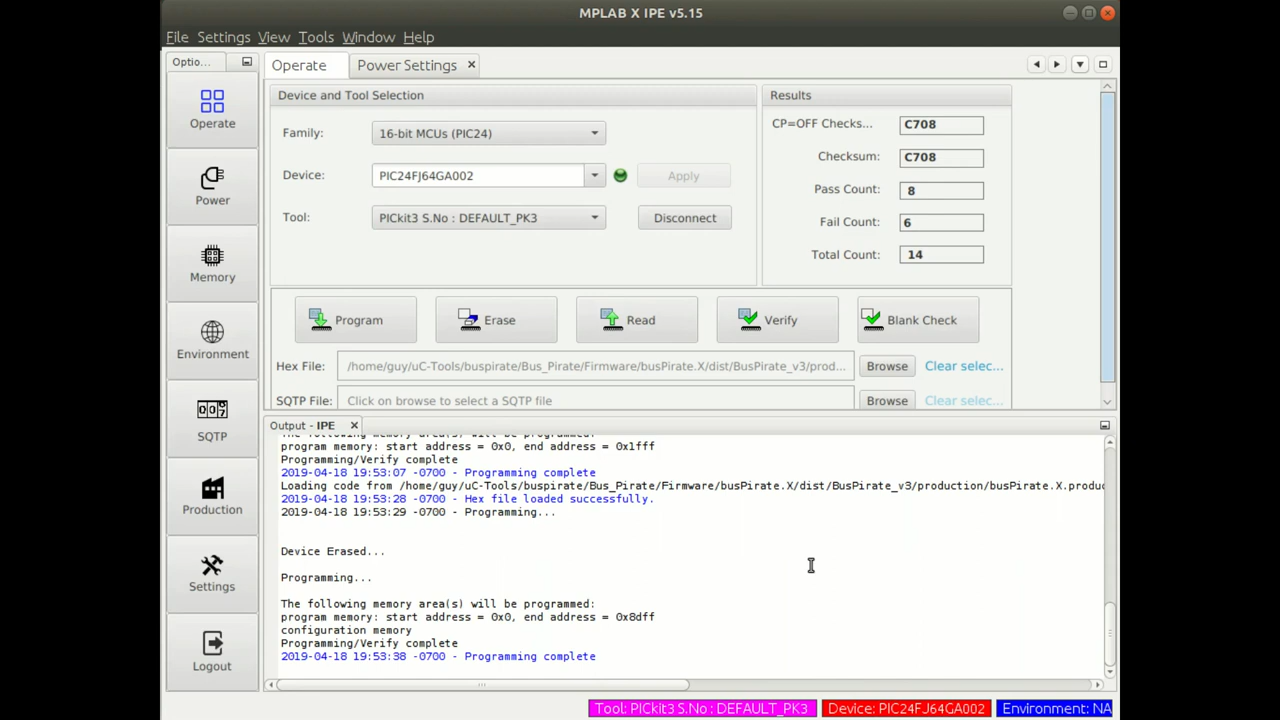 MPLAB X IPE v5.15
File Settings View Tools Window Help
Optio...
Operate
Power
Memory
Environment
SQTP
Production
Settings
Logout
Operate
Power Settings
Device and Tool Selection
Family: 16-bit MCUs (PIC24)
Device: PIC24FJ64GA002 Apply
Tool: PICkit3 S.No : DEFAULT_PK3 Disconnect
Results
CP=OFF Checks... C708
Checksum: C708
Pass Count: 8
Fail Count: 6
Total Count: 14
Program Erase Read Verify Blank Check
Hex File: /home/guy/uC-Tools/buspirate/Bus_Pirate/Firmware/busPirate.X/dist/BusPirate_v3/prod... Browse Clear selec...
SQTP File: Click on browse to select a SQTP file Browse Clear selec...
Output - IPE
The following memory area(s) will be programmed:
program memory: start address = 0x0, end address = 0x1fff
Programming/Verify complete
2019-04-18 19:53:07 -0700 - Programming complete
Loading code from /home/guy/uC-Tools/buspirate/Bus_Pirate/Firmware/busPirate.X/dist/BusPirate_v3/production/busPirate.X.produc
2019-04-18 19:53:28 -0700 - Hex file loaded successfully.
2019-04-18 19:53:29 -0700 - Programming...
Device Erased...
Programming...
The following memory area(s) will be programmed:
program memory: start address = 0x0, end address = 0x8dff
configuration memory
Programming/Verify complete
2019-04-18 19:53:38 -0700 - Programming complete
Tool: PICkit3 S.No : DEFAULT_PK3 Device: PIC24FJ64GA002 Environment: NA